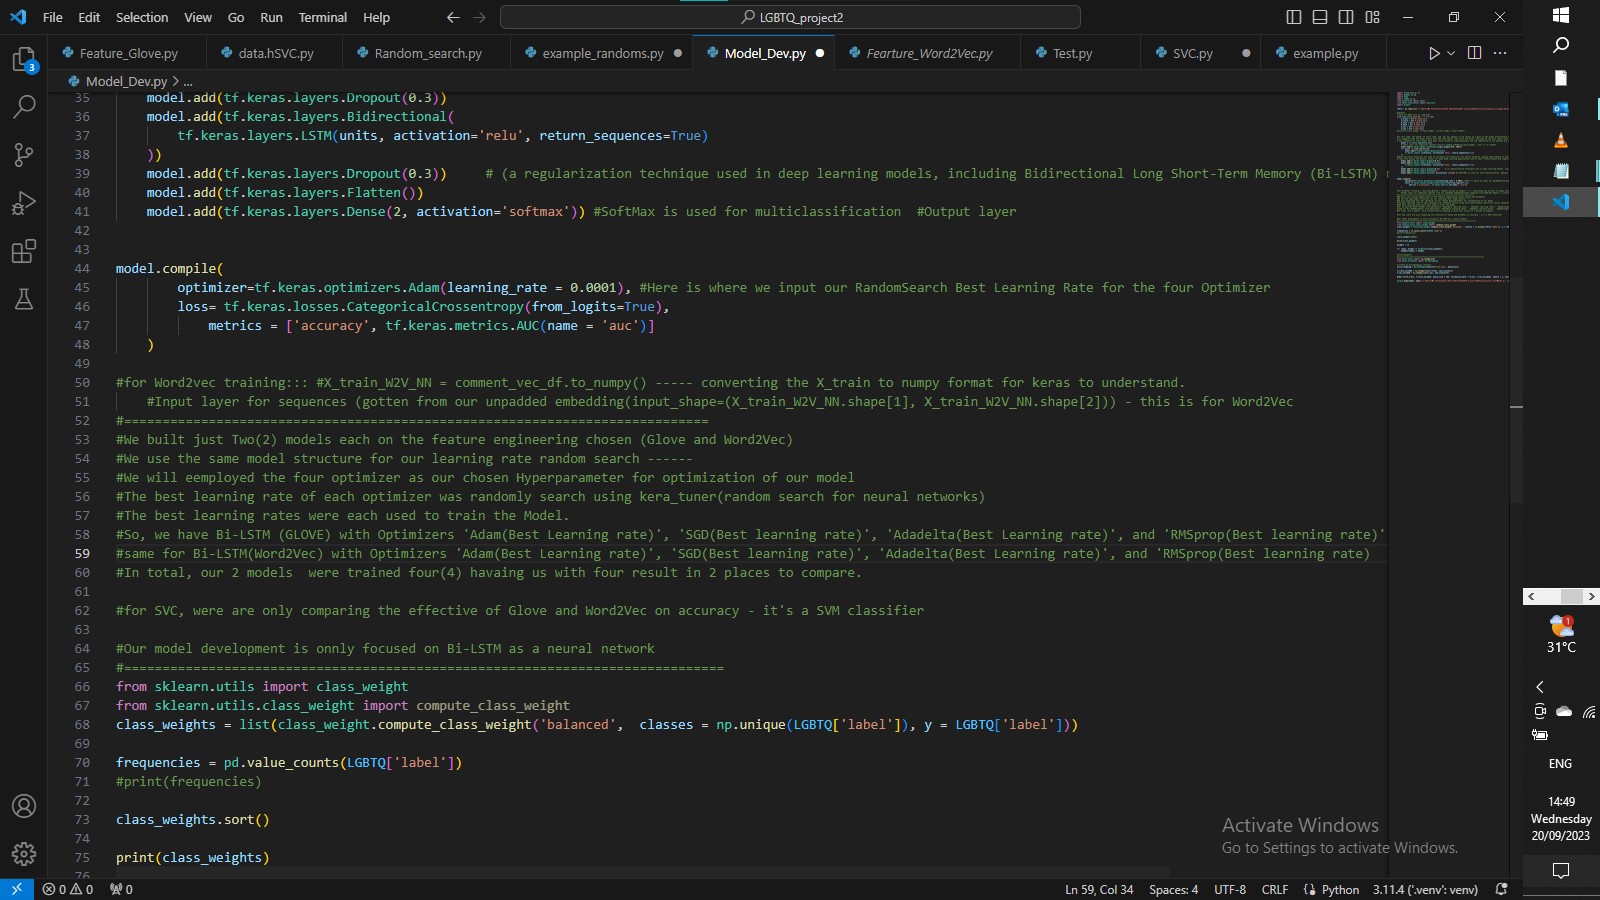 File Edit Selection View Go Run Terminal Help LGBTQ_project2
Feature_Glove.py data.hSVC.py Random_search.py example_randoms.py Model_Dev.py Fearture_Word2Vec.py Test.py SVC.py example.py
Model_Dev.py > ...
35 model.add(tf.keras.layers.Dropout(0.3))
36 model.add(tf.keras.layers.Bidirectional(
37 tf.keras.layers.LSTM(units, activation='relu', return_sequences=True)
38 ))
39 model.add(tf.keras.layers.Dropout(0.3)) # (a regularization technique used in deep learning models, including Bidirectional Long Short-Term Memory (Bi-LSTM)
40 model.add(tf.keras.layers.Flatten())
41 model.add(tf.keras.layers.Dense(2, activation='softmax')) #SoftMax is used for multiclassification #Output layer
42
43
44 model.compile(
45 optimizer=tf.keras.optimizers.Adam(learning_rate = 0.0001), #Here is where we input our RandomSearch Best Learning Rate for the four Optimizer
46 loss= tf.keras.losses.CategoricalCrossentropy(from_logits=True),
47 metrics = ['accuracy', tf.keras.metrics.AUC(name = 'auc')]
48 )
49
50 #for Word2vec training::: #X_train_W2V_NN = comment_vec_df.to_numpy() ----- converting the X_train to numpy format for keras to understand.
51 #Input layer for sequences (gotten from our unpadded embedding(input_shape=(X_train_W2V_NN.shape[1], X_train_W2V_NN.shape[2])) - this is for Word2Vec
52 #============================================================================
53 #We built just Two(2) models each on the feature engineering chosen (Glove and Word2Vec)
54 #We use the same model structure for our learning rate random search ------
55 #We will eemployed the four optimizer as our chosen Hyperparameter for optimization of our model
56 #The best learning rate of each optimizer was randomly search using kera_tuner(random search for neural networks)
57 #The best learning rates were each used to train the Model.
58 #So, we have Bi-LSTM (GLOVE) with Optimizers 'Adam(Best Learning rate)', 'SGD(Best learning rate)', 'Adadelta(Best Learning rate)', and 'RMSprop(Best learning rate)'
59 #same for Bi-LSTM(Word2Vec) with Optimizers 'Adam(Best Learning rate)', 'SGD(Best learning rate)', 'Adadelta(Best Learning rate)', and 'RMSprop(Best learning rate)
60 #In total, our 2 models  were trained four(4) havaing us with four result in 2 places to compare.
61
62 #for SVC, were are only comparing the effective of Glove and Word2Vec on accuracy - it's a SVM classifier
63
64 #Our model development is onnly focused on Bi-LSTM as a neural network
65 #==============================================================================
66 from sklearn.utils import class_weight
67 from sklearn.utils.class_weight import compute_class_weight
68 class_weights = list(class_weight.compute_class_weight('balanced',  classes = np.unique(LGBTQ['label']), y = LGBTQ['label']))
69
70 frequencies = pd.value_counts(LGBTQ['label'])
71 #print(frequencies)
72
73 class_weights.sort()
74
75 print(class_weights)
76
Activate Windows
Go to Settings to activate Windows.
0 0 0 Ln 59, Col 34 Spaces: 4 UTF-8 CRLF Python 3.11.4 ('.venv': venv)
3
1
31°C
ENG
14:49
Wednesday
20/09/2023